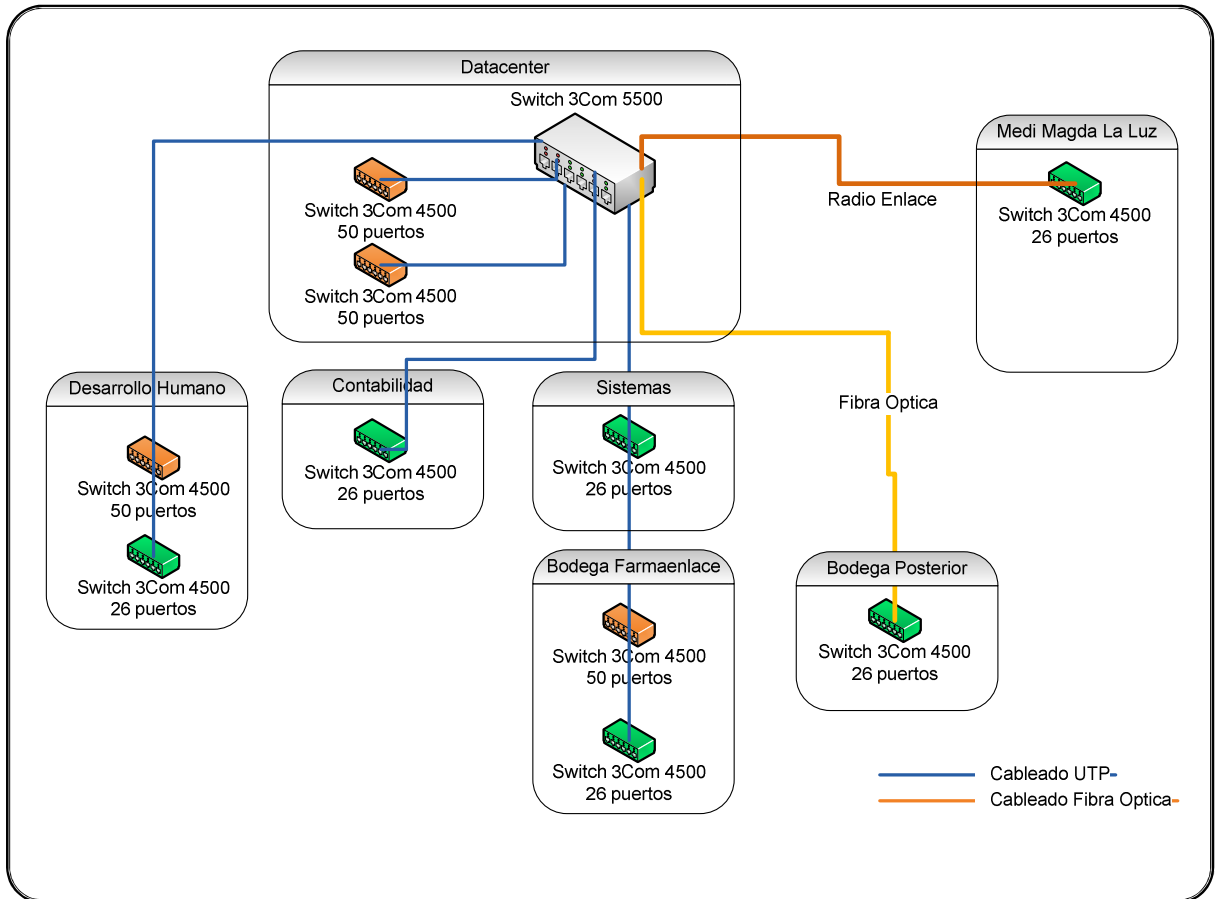 Datacenter
Switch 3Com 5500
Switch 3Com 4500
50 puertos
Switch 3Com 4500
50 puertos
Medi Magda La Luz
Switch 3Com 4500
26 puertos
Radio Enlace
Desarrollo Humano
Switch 3Com 4500
50 puertos
Switch 3Com 4500
26 puertos
Contabilidad
Switch 3Com 4500
26 puertos
Sistemas
Switch 3Com 4500
26 puertos
Fibra Optica
Bodega Farmaenlace
Switch 3Com 4500
50 puertos
Switch 3Com 4500
26 puertos
Bodega Posterior
Switch 3Com 4500
26 puertos
Cableado UTP
Cableado Fibra Optica